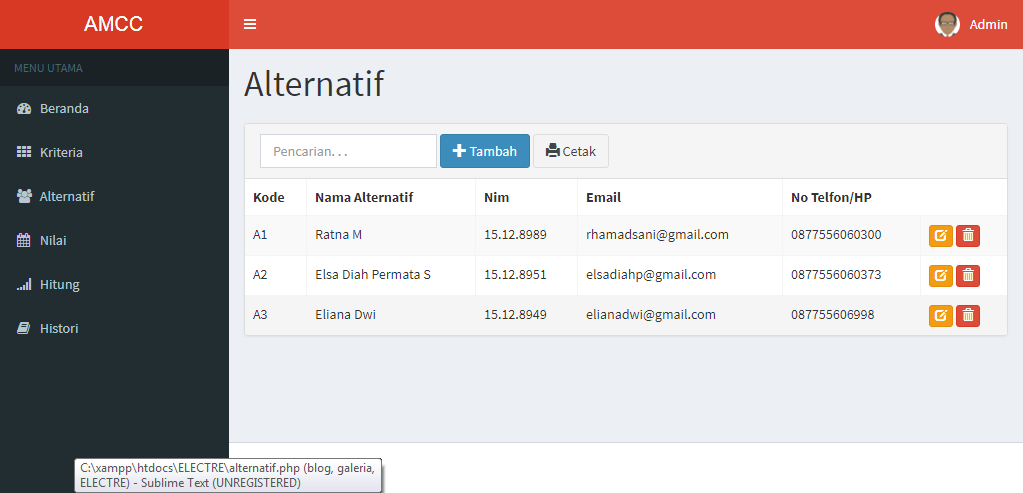 AMCC
Admin
MENU UTAMA
Beranda
Kriteria
Alternatif
Nilai
Hitung
Histori
Alternatif
Pencarian. . .
Tambah
Cetak
Kode Nama Alternatif Nim Email No Telfon/HP
A1 Ratna M 15.12.8989 rhamadsani@gmail.com 0877556060300
A2 Elsa Diah Permata S 15.12.8951 elsadiahp@gmail.com 0877556060373
A3 Eliana Dwi 15.12.8949 elianadwi@gmail.com 087755606998
C:\xampp\htdocs\ELECTRE\alternatif.php (blog, galeria,
ELECTRE) - Sublime Text (UNREGISTERED)